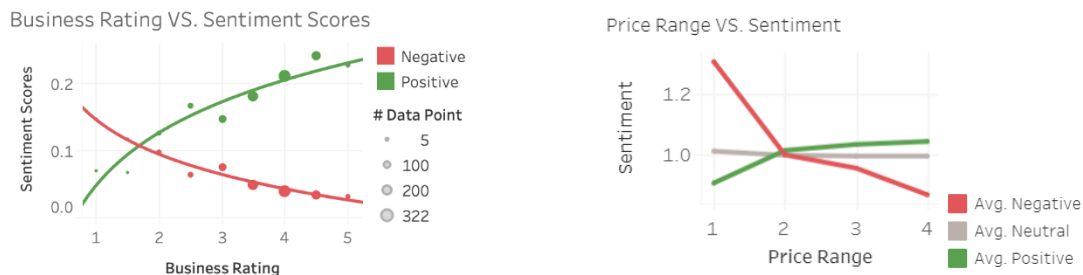 Business Rating VS. Sentiment Scores
Sentiment Scores
0.2
0.1
0.0
1 2 3 4 5
Business Rating
Negative
Positive
# Data Point
5
100
200
322
Price Range VS. Sentiment
Sentiment
1.2
1.0
1 2 3 4
Price Range
Avg. Negative
Avg. Neutral
Avg. Positive